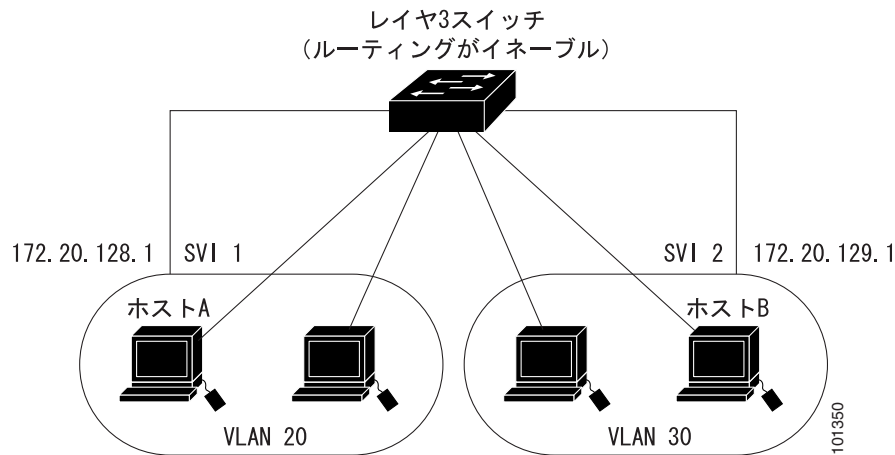 レイヤ3スイッチ
(ルーティングがイネーブル)
172.20.128.1 SVI 1
SVI 2 172.20.129.1
ホストA
ホストB
VLAN 20
VLAN 30
101350